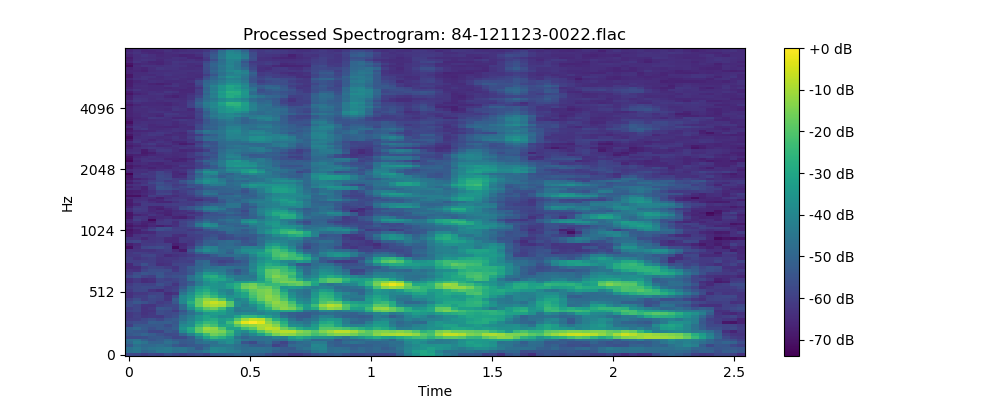 Processed Spectrogram: 84-121123-0022.flac
Hz
4096
2048
1024
512
0
0
0.5
1
1.5
2
2.5
Time
+0 dB
-10 dB
-20 dB
-30 dB
-40 dB
-50 dB
-60 dB
-70 dB